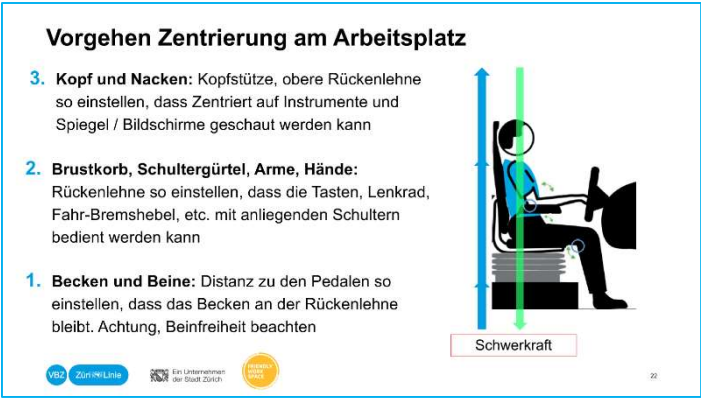 Vorgehen Zentrierung am Arbeitsplatz
3. Kopf und Nacken: Kopfstütze, obere Rückenlehne
so einstellen, dass Zentriert auf Instrumente und
Spiegel / Bildschirme geschaut werden kann
2. Brustkorb, Schultergürtel, Arme, Hände:
Rückenlehne so einstellen, dass die Tasten, Lenkrad,
Fahr-Bremshebel, etc. mit anliegenden Schultern
bedient werden kann
1. Becken und Beine: Distanz zu den Pedalen so
einstellen, dass das Becken an der Rückenlehne
bleibt. Achtung, Beinfreiheit beachten
Schwerkraft
VBZ Züri Linie
Ein Unternehmen
der Stadt Zürich
FRIENDLY
WORK
SPACE
22